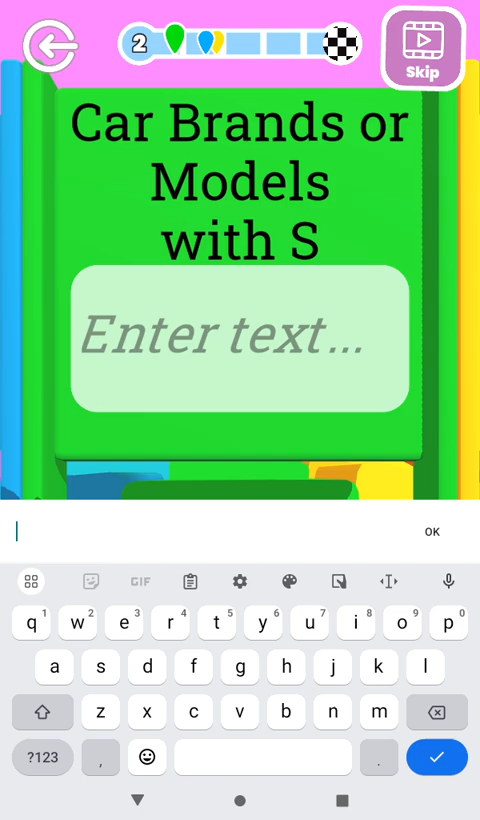 2
Skip
Car Brands or
Models
with S
Enter text...
OK
GIF
q1 w2 e3 r4 t5 y6 u7 i8 o9 p0
a s d f g h j k l
z x c v b n m
?123 , .